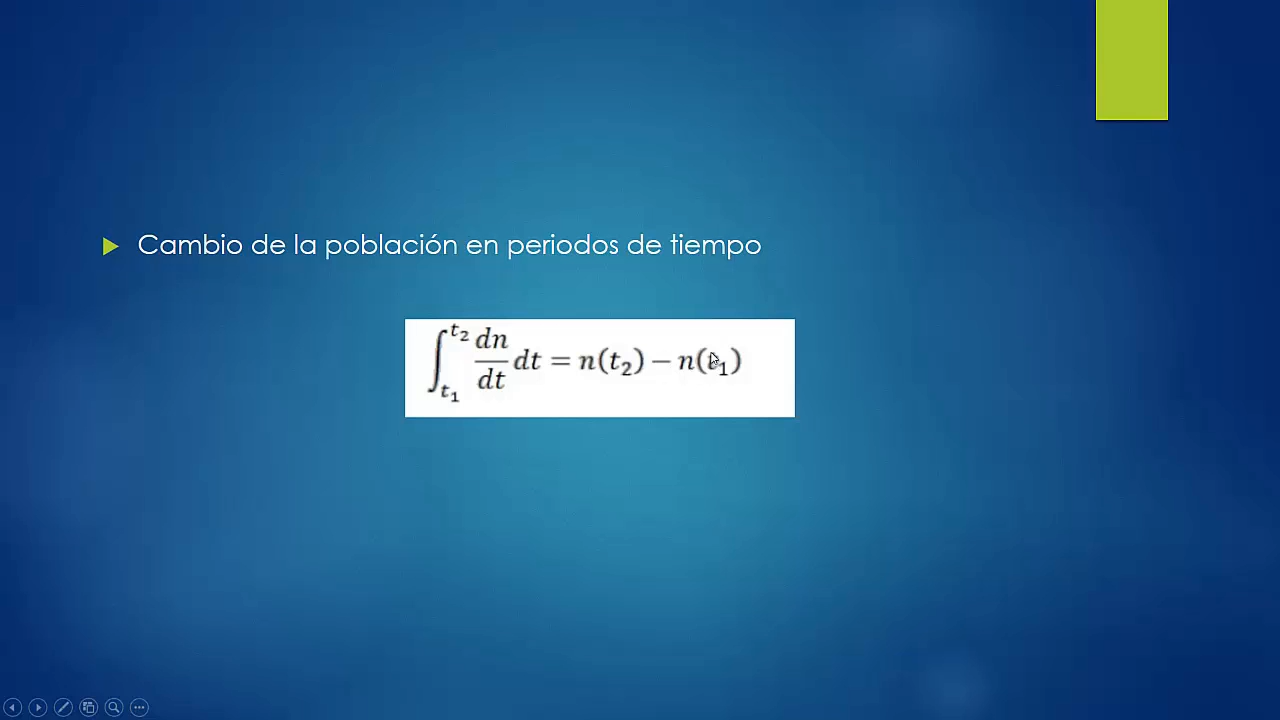 Cambio de la población en periodos de tiempo
∫_{t₁}^{t₂} dn/dt dt = n(t₂) − n(t₁)